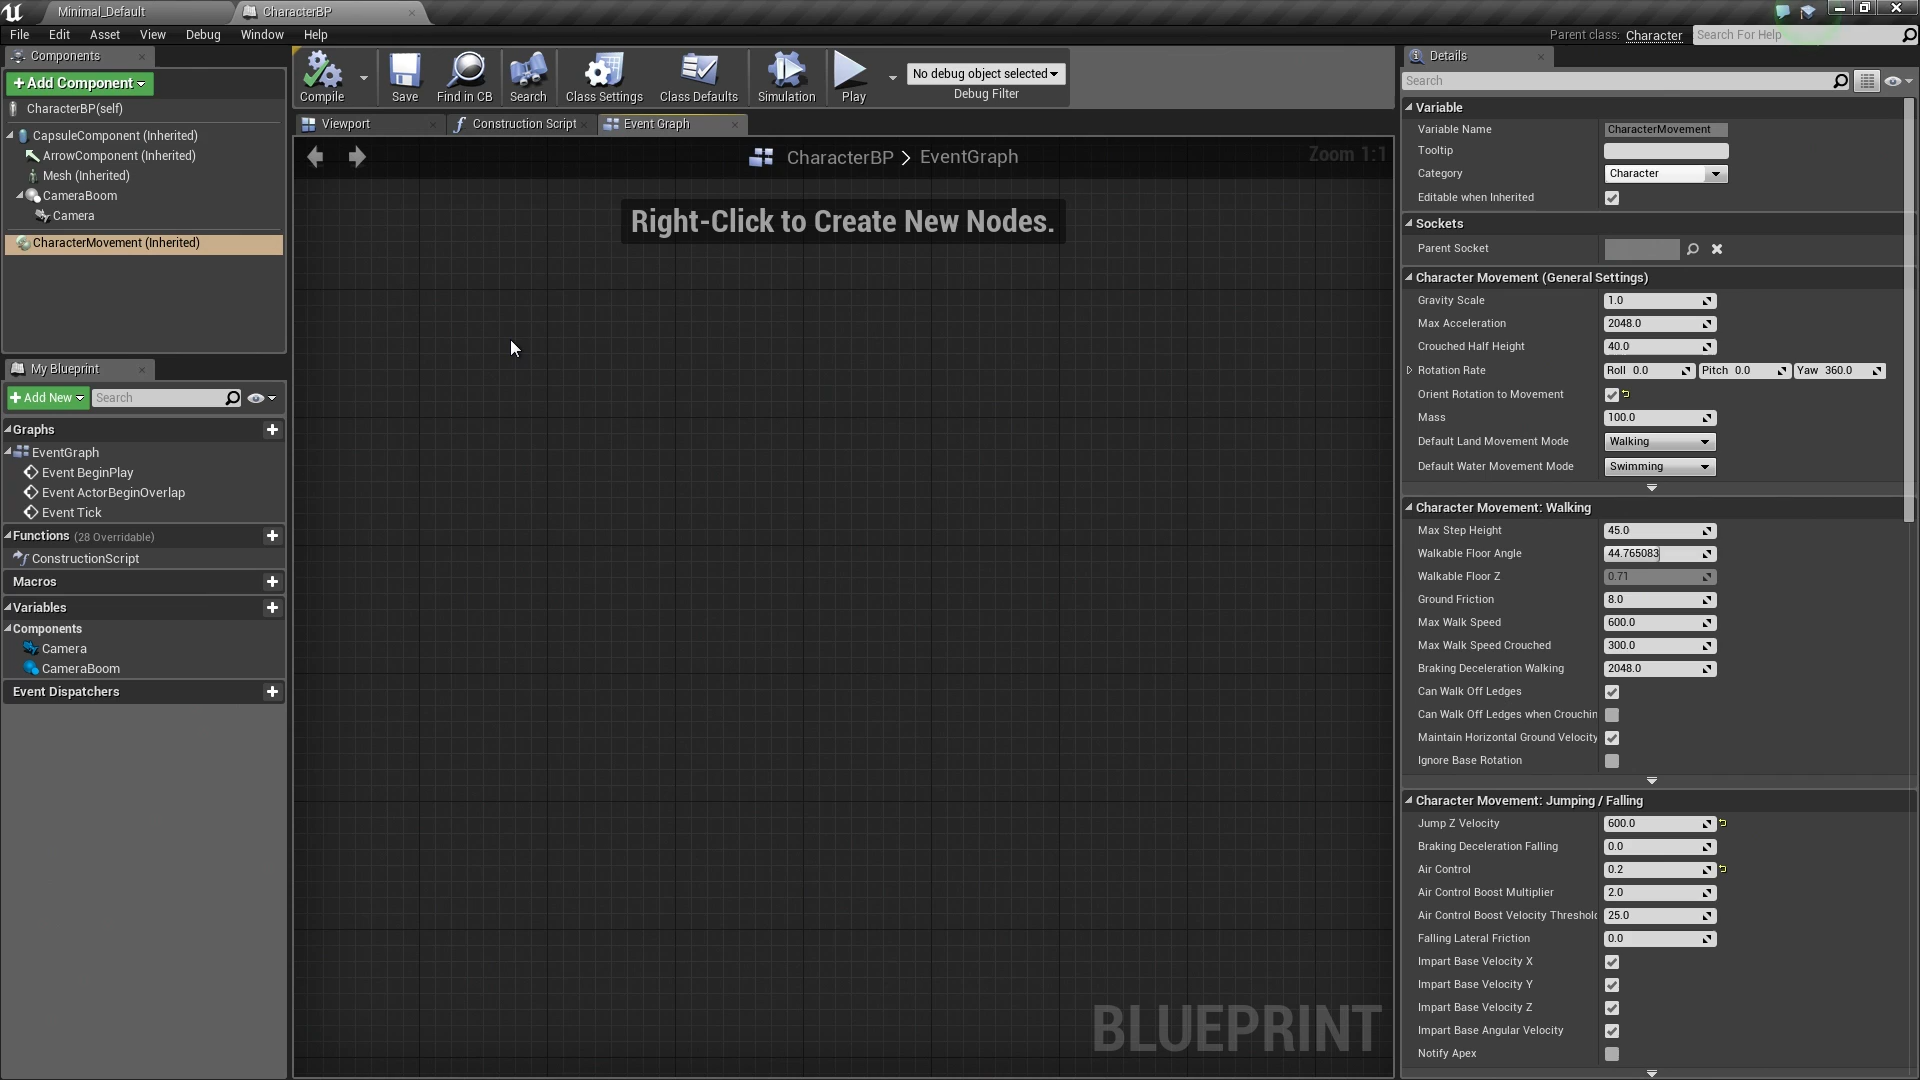 Minimal_Default
CharacterBP
File Edit Asset View Debug Window Help
Parent class: Character
Search For Help
Components
+Add Component
CharacterBP(self)
CapsuleComponent (Inherited)
ArrowComponent (Inherited)
Mesh (Inherited)
CameraBoom
Camera
CharacterMovement (Inherited)
My Blueprint
+Add New
Search
Graphs
EventGraph
Event BeginPlay
Event ActorBeginOverlap
Event Tick
Functions (28 Overridable)
ConstructionScript
Macros
Variables
Components
Camera
CameraBoom
Event Dispatchers
Compile
Save
Find in CB
Search
Class Settings
Class Defaults
Simulation
Play
No debug object selected
Debug Filter
Viewport
Construction Script
Event Graph
CharacterBP > EventGraph
Zoom 1:1
Right-Click to Create New Nodes.
BLUEPRINT
Details
Search
Variable
Variable Name CharacterMovement
Tooltip
Category Character
Editable when Inherited
Sockets
Parent Socket
Character Movement (General Settings)
Gravity Scale 1.0
Max Acceleration 2048.0
Crouched Half Height 40.0
Rotation Rate Roll 0.0 Pitch 0.0 Yaw 360.0
Orient Rotation to Movement
Mass 100.0
Default Land Movement Mode Walking
Default Water Movement Mode Swimming
Character Movement: Walking
Max Step Height 45.0
Walkable Floor Angle 44.765083
Walkable Floor Z 0.71
Ground Friction 8.0
Max Walk Speed 600.0
Max Walk Speed Crouched 300.0
Braking Deceleration Walking 2048.0
Can Walk Off Ledges
Can Walk Off Ledges when Crouchin
Maintain Horizontal Ground Velocity
Ignore Base Rotation
Character Movement: Jumping / Falling
Jump Z Velocity 600.0
Braking Deceleration Falling 0.0
Air Control 0.2
Air Control Boost Multiplier 2.0
Air Control Boost Velocity Threshold 25.0
Falling Lateral Friction 0.0
Impart Base Velocity X
Impart Base Velocity Y
Impart Base Velocity Z
Impart Base Angular Velocity
Notify Apex